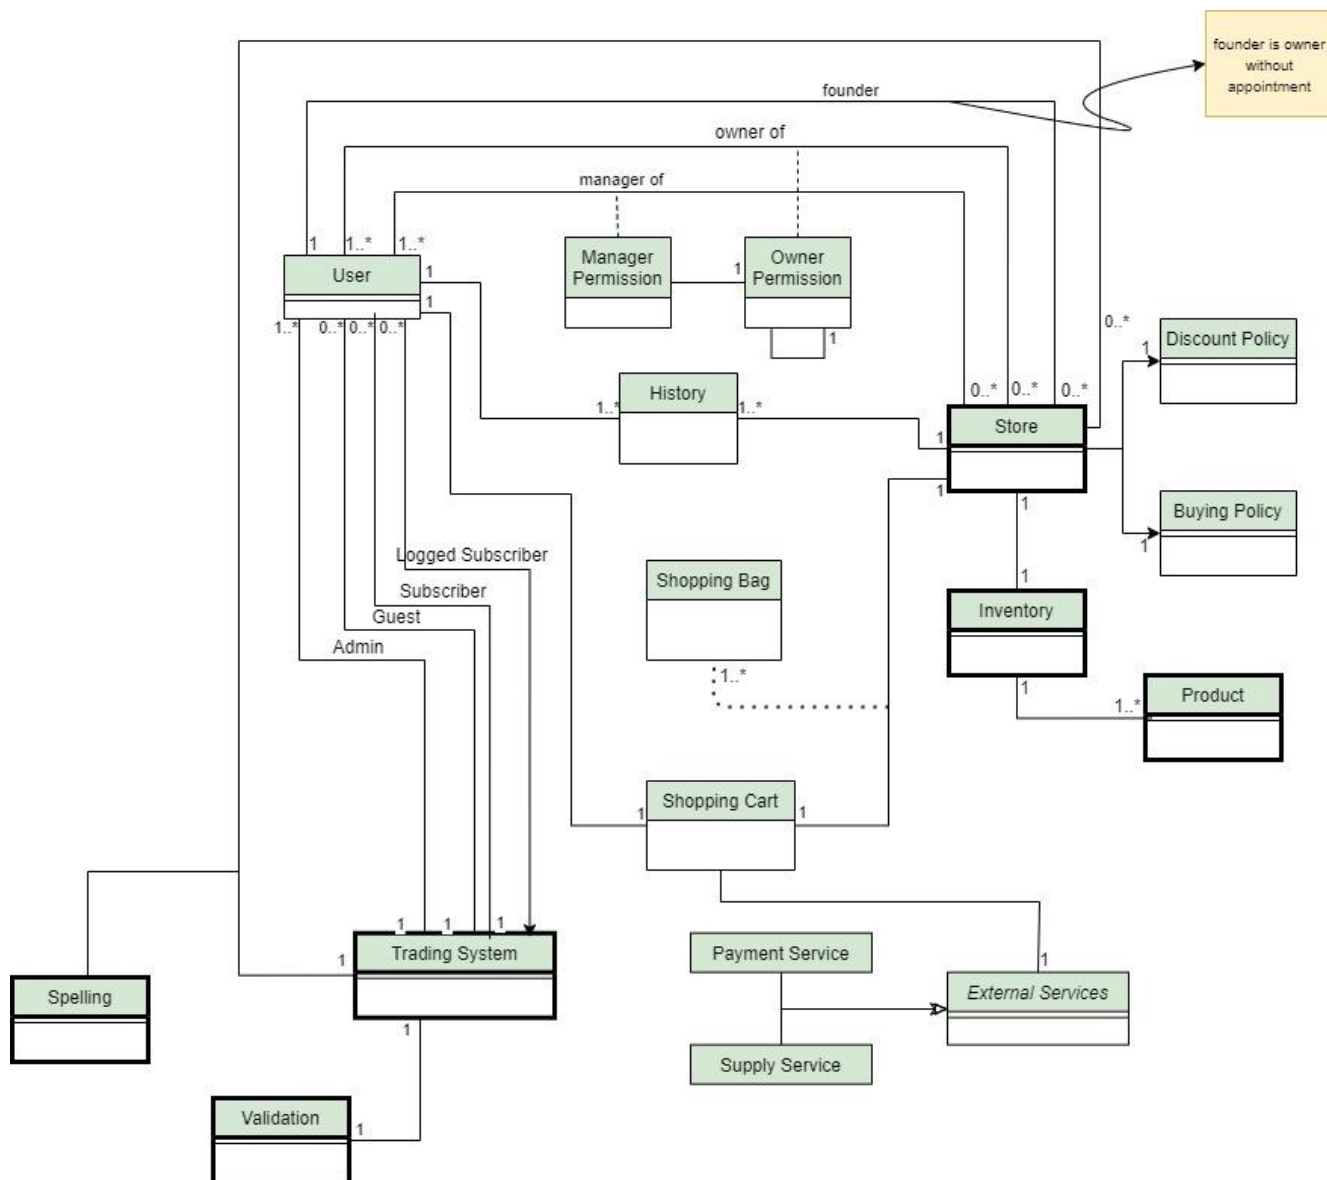 founder is owner
without
appointment
founder
owner of
manager of
1
1..*
1..*
User
1
1
Manager
Permission
1
Owner
Permission
1
1..*
0..*
0..*
0..*
0..*
1
Discount Policy
History
1..*
1..*
0..*
0..*
0..*
Store
1
1
1
1
Buying Policy
Logged Subscriber
Subscriber
Guest
Admin
Shopping Bag
1..*
1
Inventory
1
1..*
Product
Shopping Cart
1
1
1
1
1
Trading System
1
1
Payment Service
1
External Services
Supply Service
Spelling
Validation
1